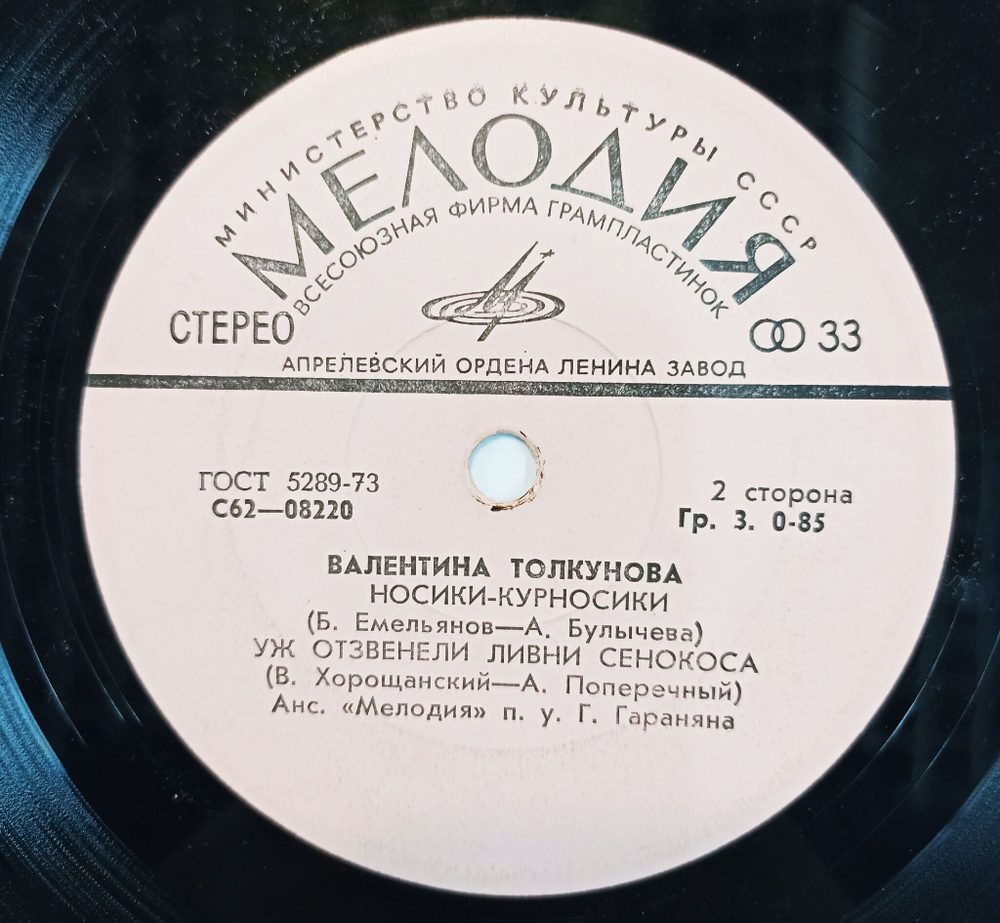 МИНИСТЕРСТВО КУЛЬТУРЫ СССР
МЕЛОДИЯ
ВСЕСОЮЗНАЯ ФИРМА ГРАМПЛАСТИНОК
СТЕРЕО
33
АПРЕЛЕВСКИЙ ОРДЕНА ЛЕНИНА ЗАВОД
ГОСТ 5289-73
С62—08220
2 сторона
Гр. 3. 0-85
ВАЛЕНТИНА ТОЛКУНОВА
НОСИКИ-КУРНОСИКИ
(Б. Емельянов—А. Булычева)
УЖ ОТЗВЕНЕЛИ ЛИВНИ СЕНОКОСА
(В. Хорощанский—А. Поперечный)
Анс. «Мелодия» п. у. Г. Гараняна